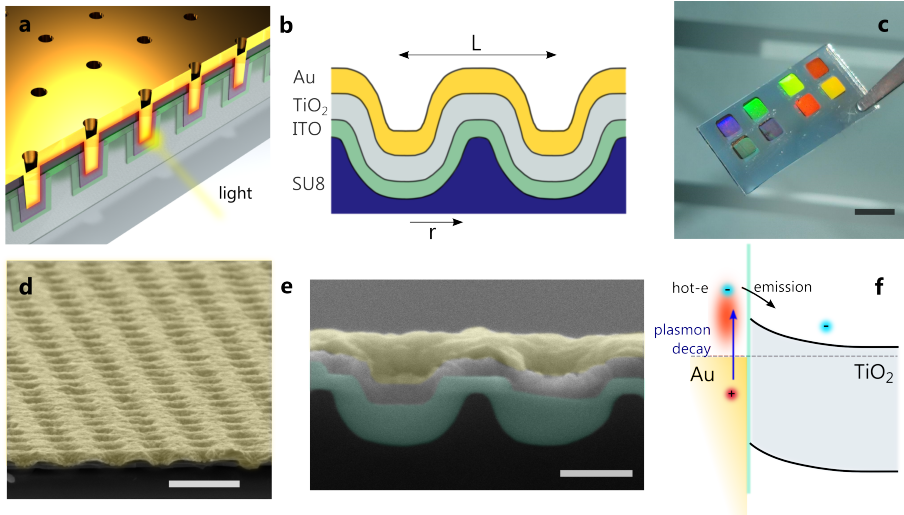 a
light
b
L
Au
TiO₂
ITO
SU8
r
c
d
e
f
hot-e
-
emission
-
plasmon
decay
Au
TiO₂
+